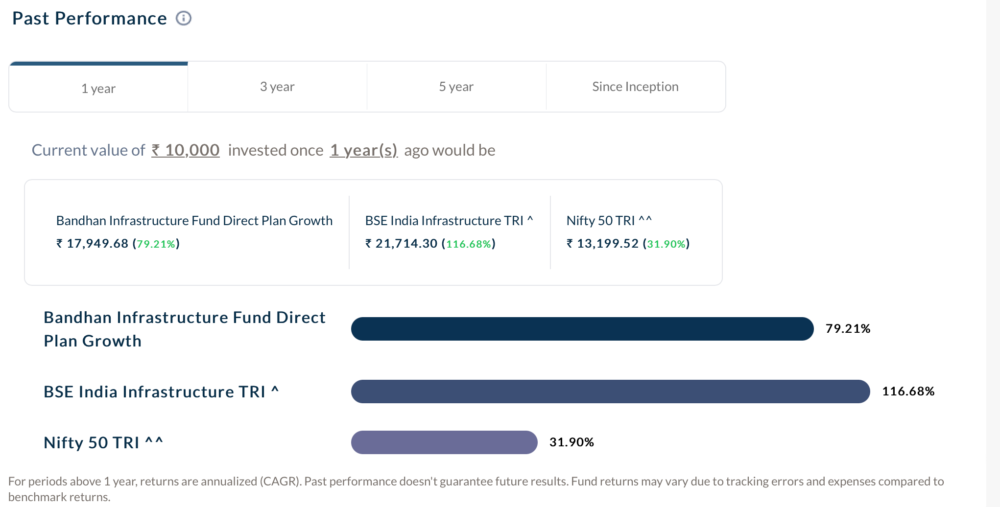 Past Performance
1 year
3 year
5 year
Since Inception
Current value of ₹ 10,000 invested once 1 year(s) ago would be
Bandhan Infrastructure Fund Direct Plan Growth
₹ 17,949.68 (79.21%)
BSE India Infrastructure TRI ^
₹ 21,714.30 (116.68%)
Nifty 50 TRI ^^
₹ 13,199.52 (31.90%)
Bandhan Infrastructure Fund Direct
Plan Growth
79.21%
BSE India Infrastructure TRI ^
116.68%
Nifty 50 TRI ^^
31.90%
For periods above 1 year, returns are annualized (CAGR). Past performance doesn't guarantee future results. Fund returns may vary due to tracking errors and expenses compared to
benchmark returns.